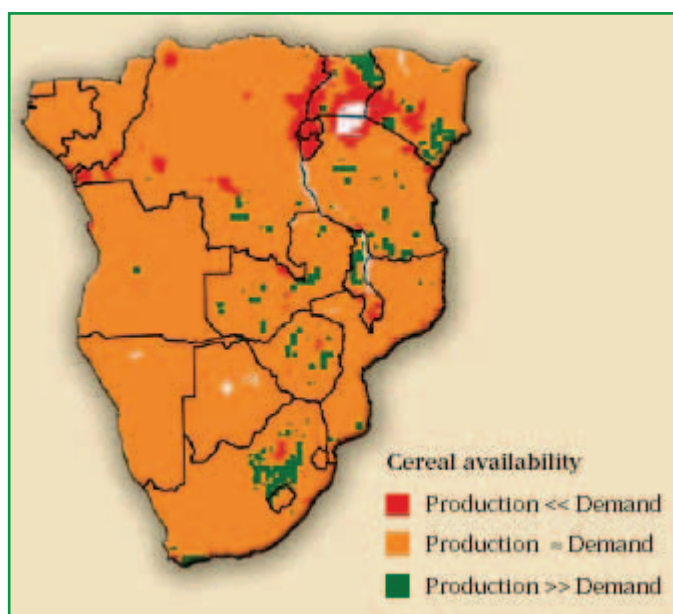 Cereal availability
Production << Demand
Production ≈ Demand
Production >> Demand